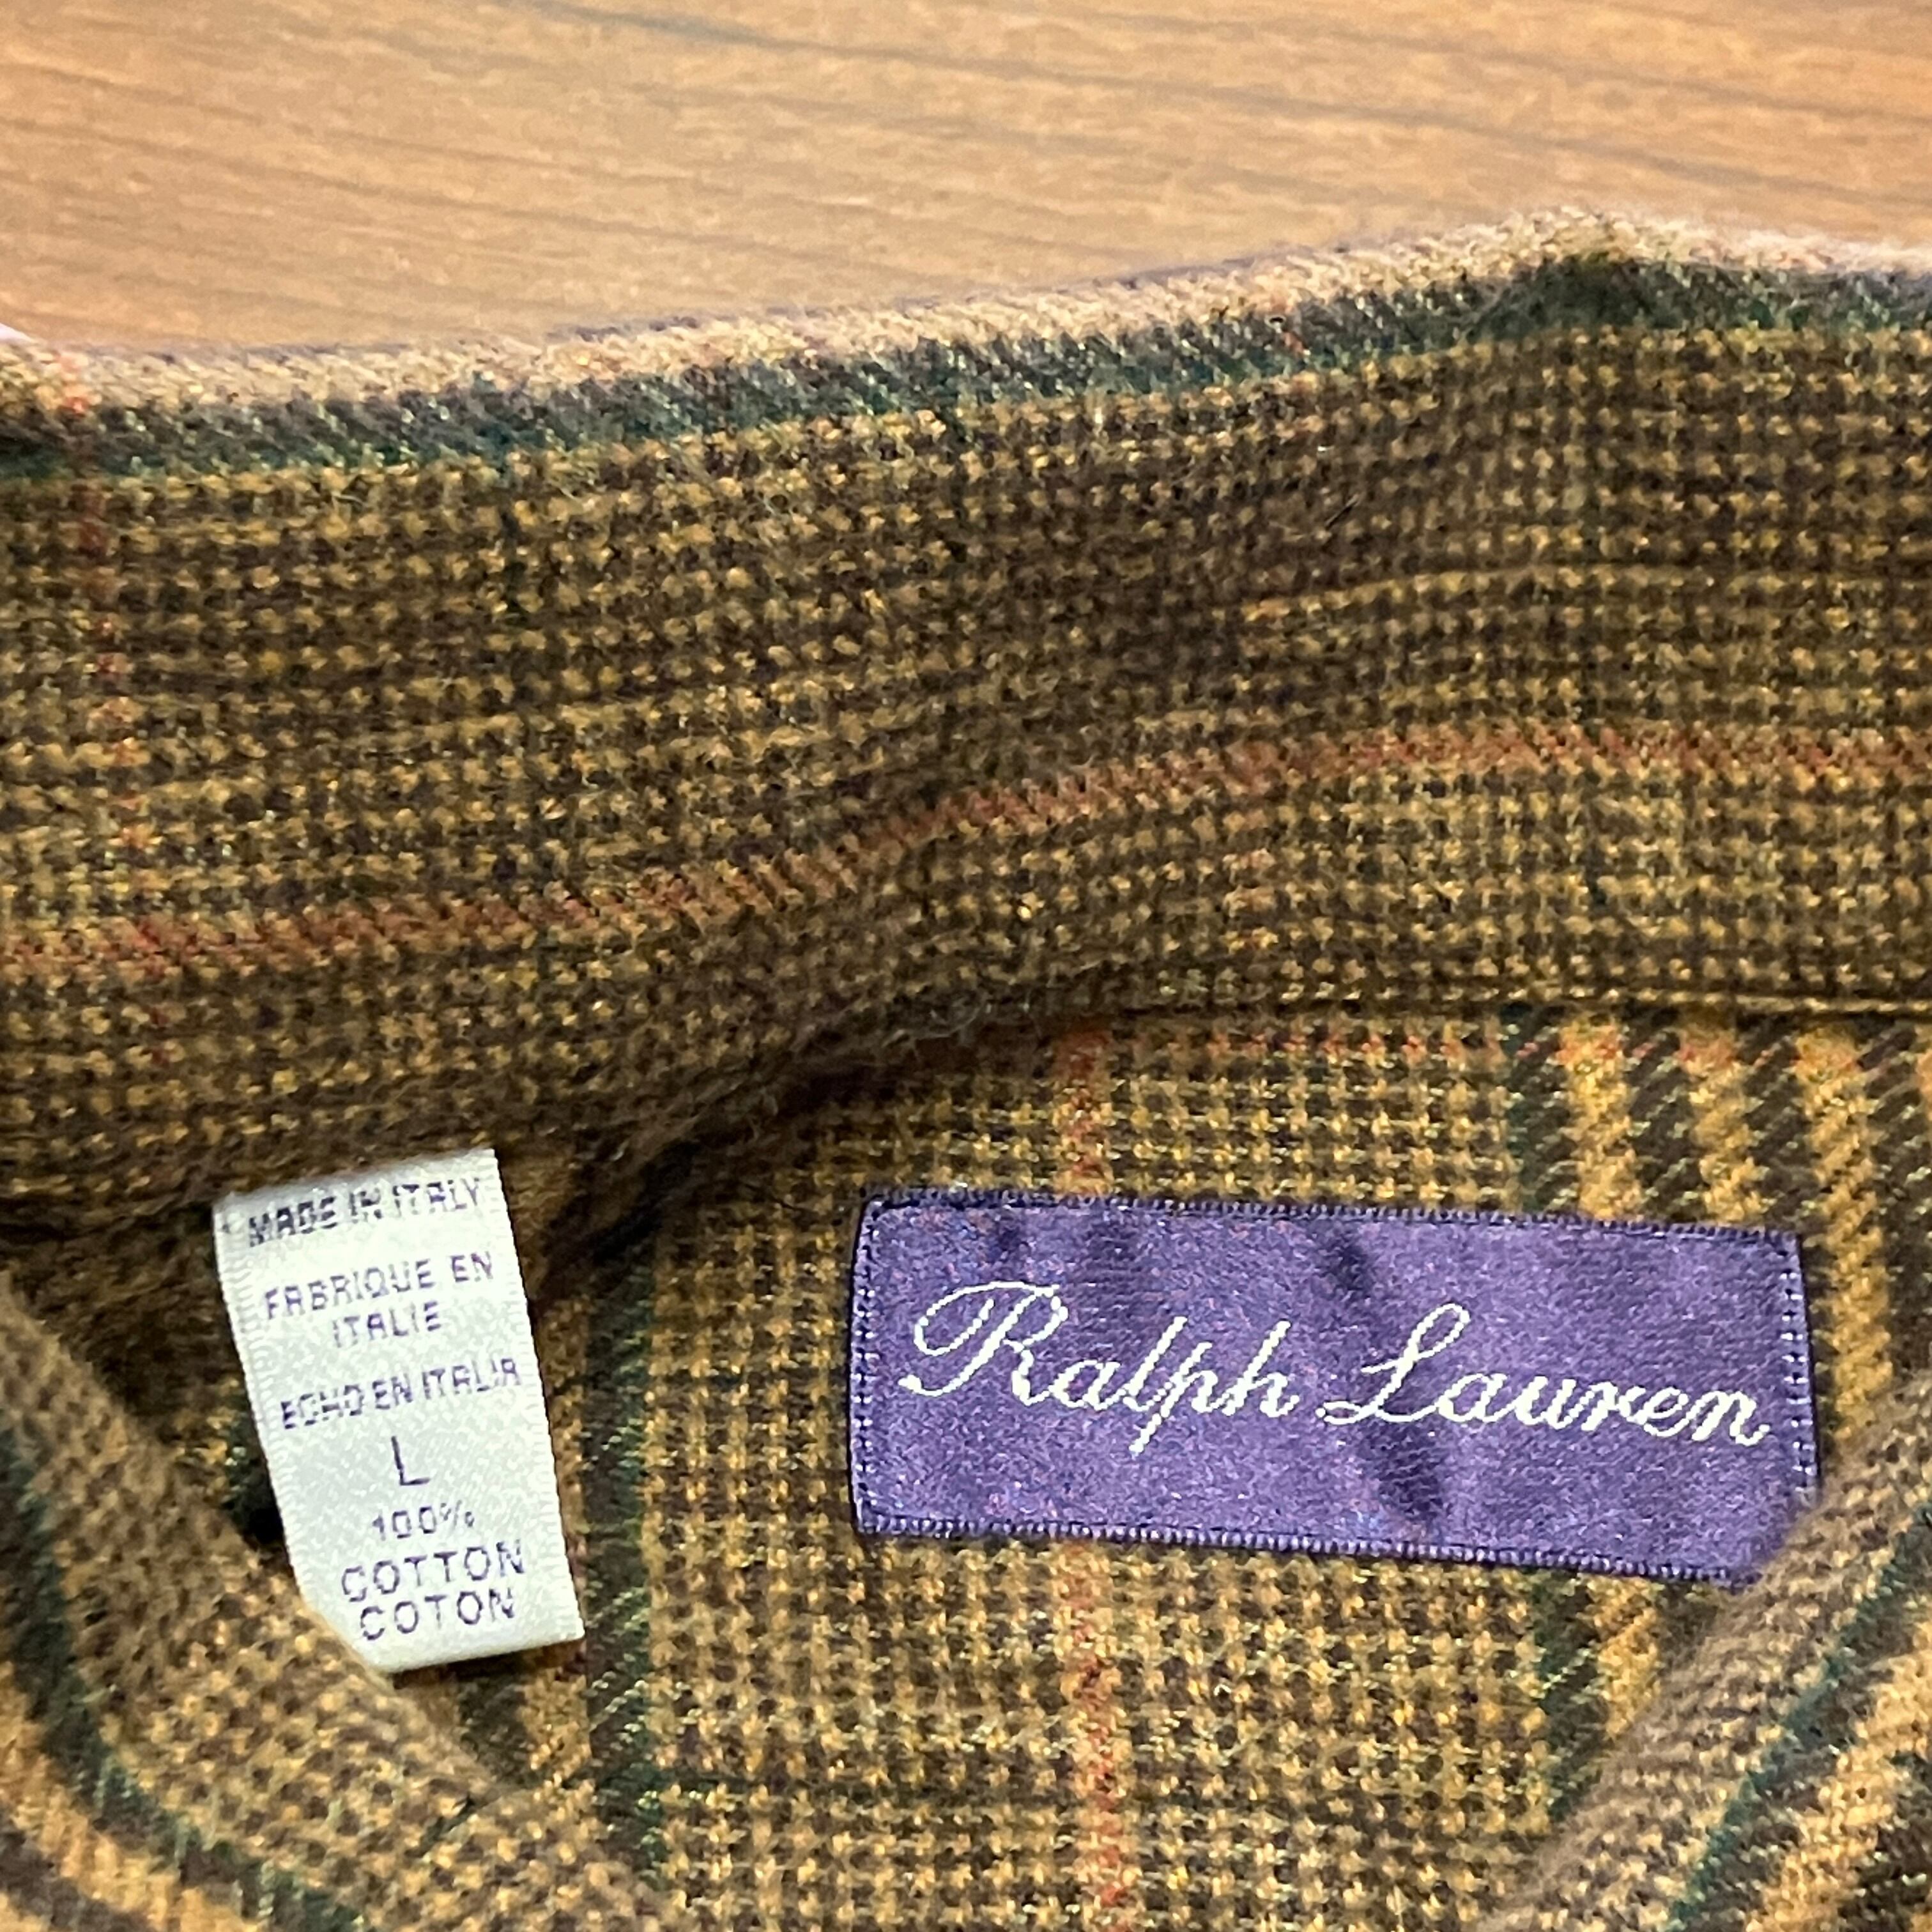 MADE IN ITALY
FABRIQUE EN
ITALIE
ECHO EN ITALIA
L
100%
COTTON
COTON
Ralph Lauren